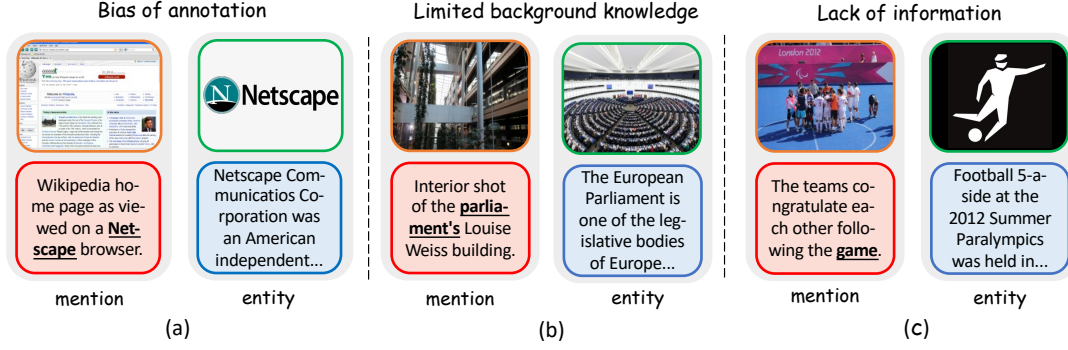 Bias of annotation
Limited background knowledge
Lack of information
Netscape
London 2012
Wikipedia ho-
me page as vie-
wed on a Net-
scape browser.
Netscape Com-
municatios Co-
rporation was
an American
independent...
Interior shot
of the parlia-
ment's Louise
Weiss building.
The European
Parliament is
one of the leg-
islative bodies
of Europe...
The teams co-
ngratulate ea-
ch other follo-
wing the game.
Football 5-a-
side at the
2012 Summer
Paralympics
was held in...
mention
entity
mention
entity
mention
entity
(a)
(b)
(c)